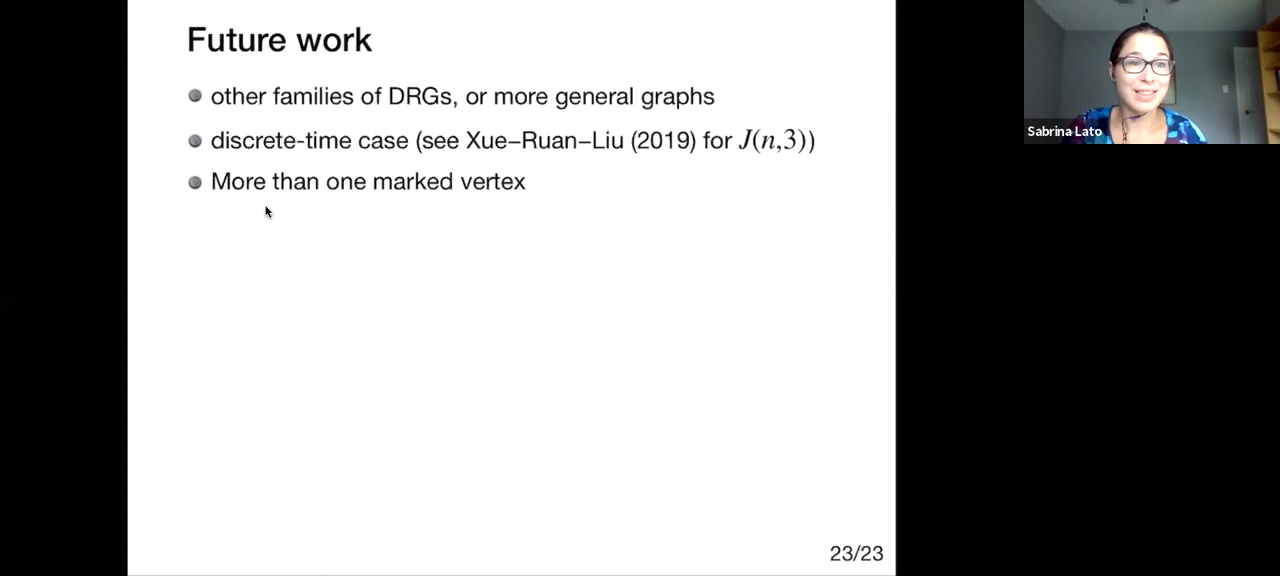 Future work
other families of DRGs, or more general graphs
discrete-time case (see Xue–Ruan–Liu (2019) for J(n,3))
More than one marked vertex
23/23
Sabrina Lato